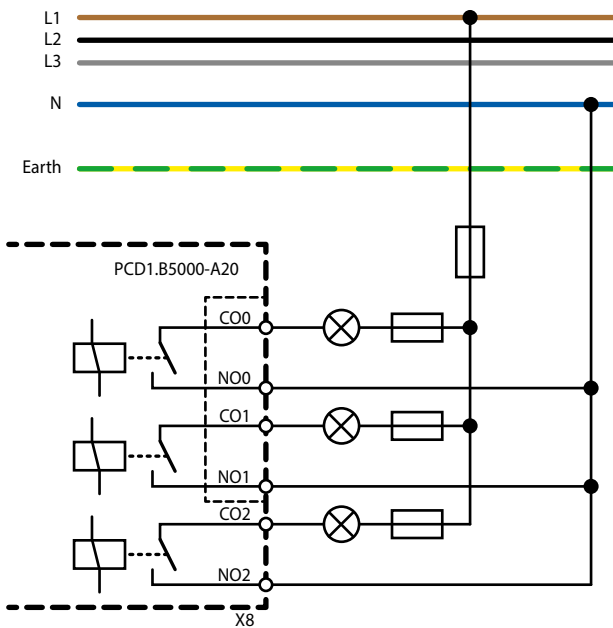 L1
L2
L3
N
Earth
PCD1.B5000-A20
CO0
NO0
CO1
NO1
CO2
NO2
X8